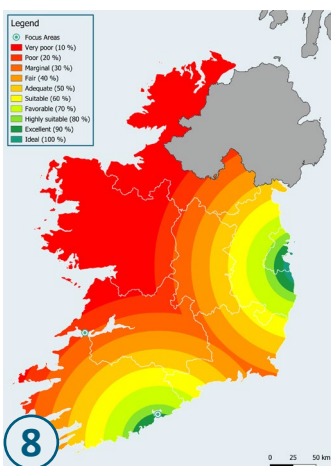 Legend
Focus Areas
Very poor (10 %)
Poor (20 %)
Marginal (30 %)
Fair (40 %)
Adequate (50 %)
Suitable (60 %)
Favorable (70 %)
Highly suitable (80 %)
Excellent (90 %)
Ideal (100 %)
8
0 25 50 km